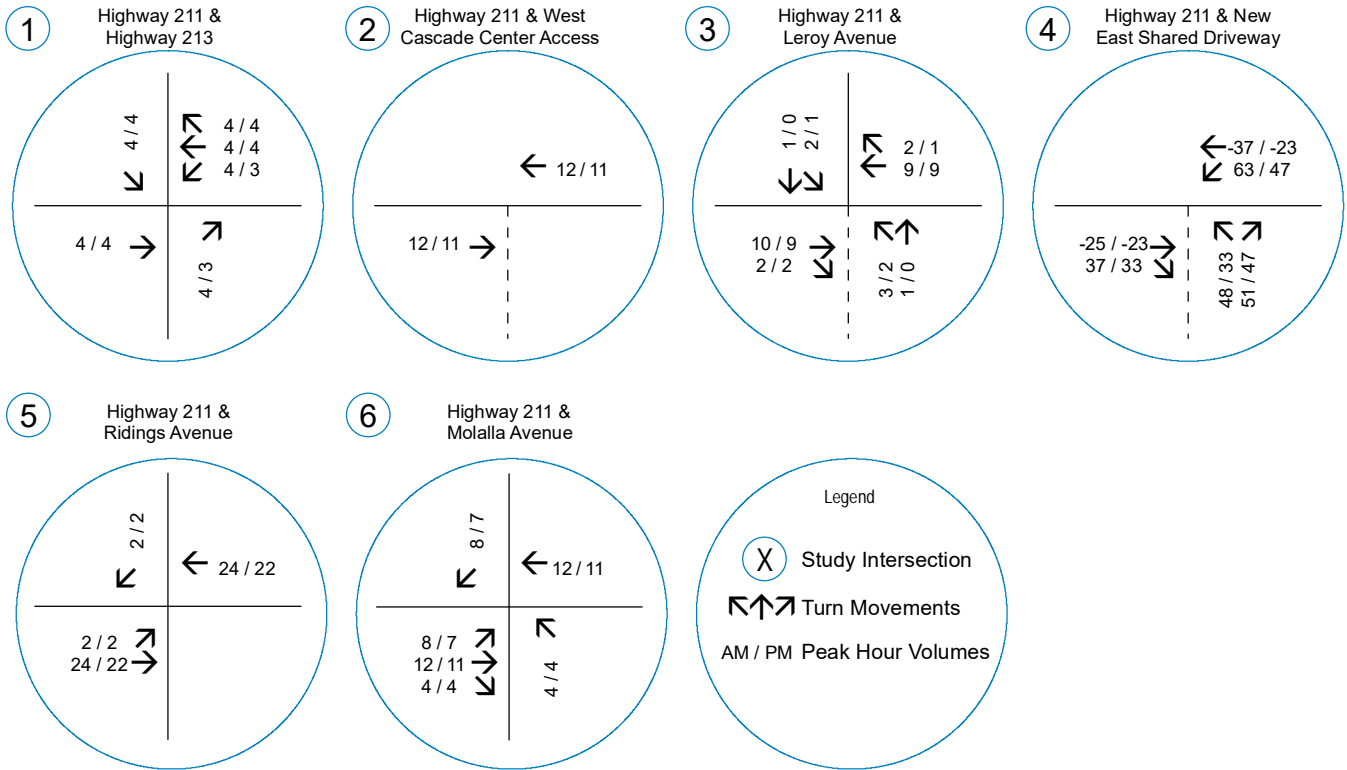 1
Highway 211 &
Highway 213
4 / 4
4 / 4
4 / 4
4 / 3
4 / 4
4 / 3
2
Highway 211 & West
Cascade Center Access
12 / 11
12 / 11
3
Highway 211 &
Leroy Avenue
1 / 0
2 / 1
2 / 1
9 / 9
10 / 9
2 / 2
3 / 2
1 / 0
4
Highway 211 & New
East Shared Driveway
-37 / -23
63 / 47
-25 / -23
37 / 33
48 / 33
51 / 47
5
Highway 211 &
Ridings Avenue
2 / 2
24 / 22
2 / 2
24 / 22
6
Highway 211 &
Molalla Avenue
8 / 7
12 / 11
8 / 7
12 / 11
4 / 4
4 / 4
Legend
X Study Intersection
Turn Movements
AM / PM Peak Hour Volumes